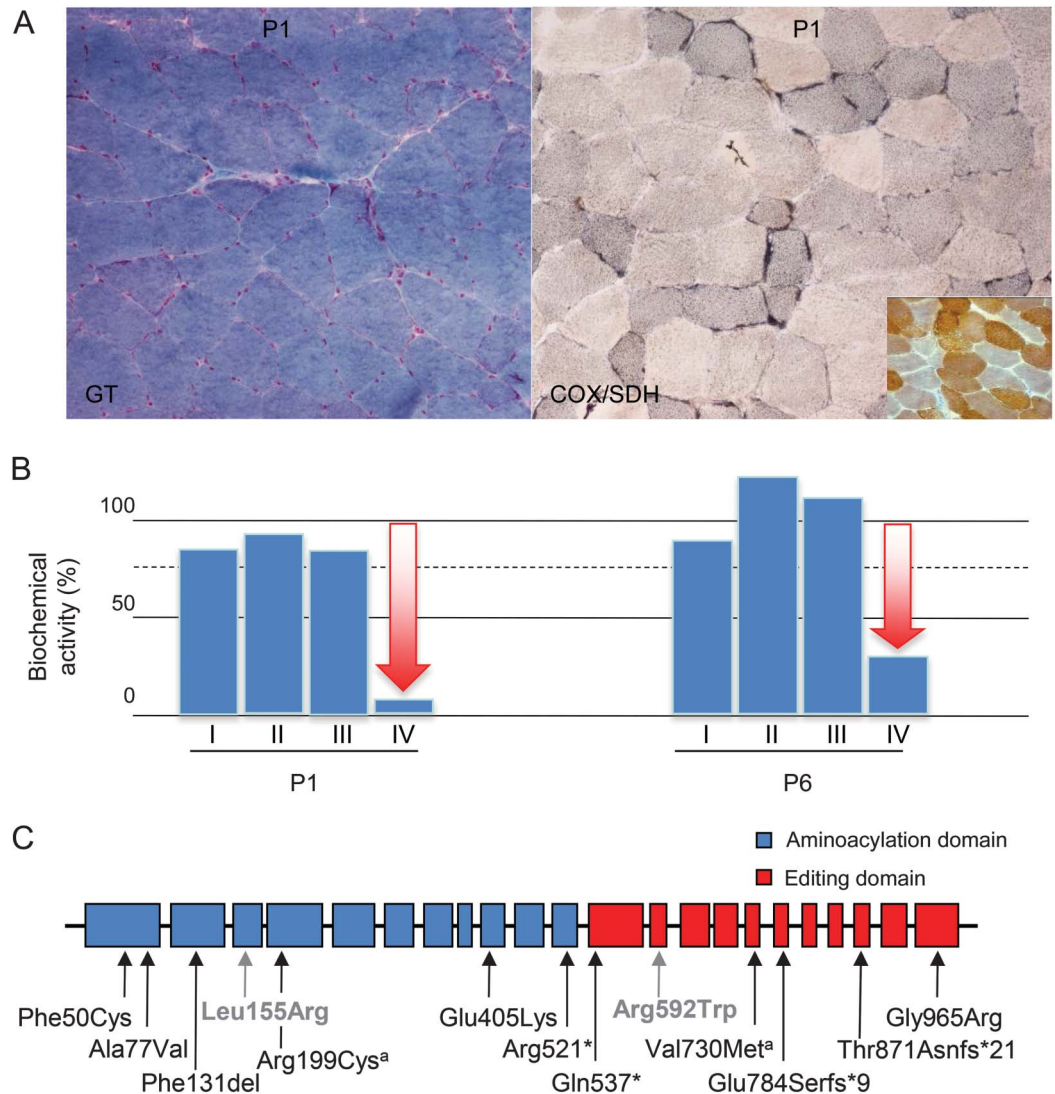 A
P1
P1
GT
COX/SDH
B
Biochemical
activity (%)
100
50
0
I II III IV
I II III IV
P1
P6
C
Aminoacylation domain
Editing domain
Phe50Cys
Leu155Arg
Glu405Lys
Arg592Trp
Gly965Arg
Ala77Val
Arg199Cysᵃ
Arg521*
Val730Metᵃ
Thr871Asnfs*21
Phe131del
Gln537*
Glu784Serfs*9